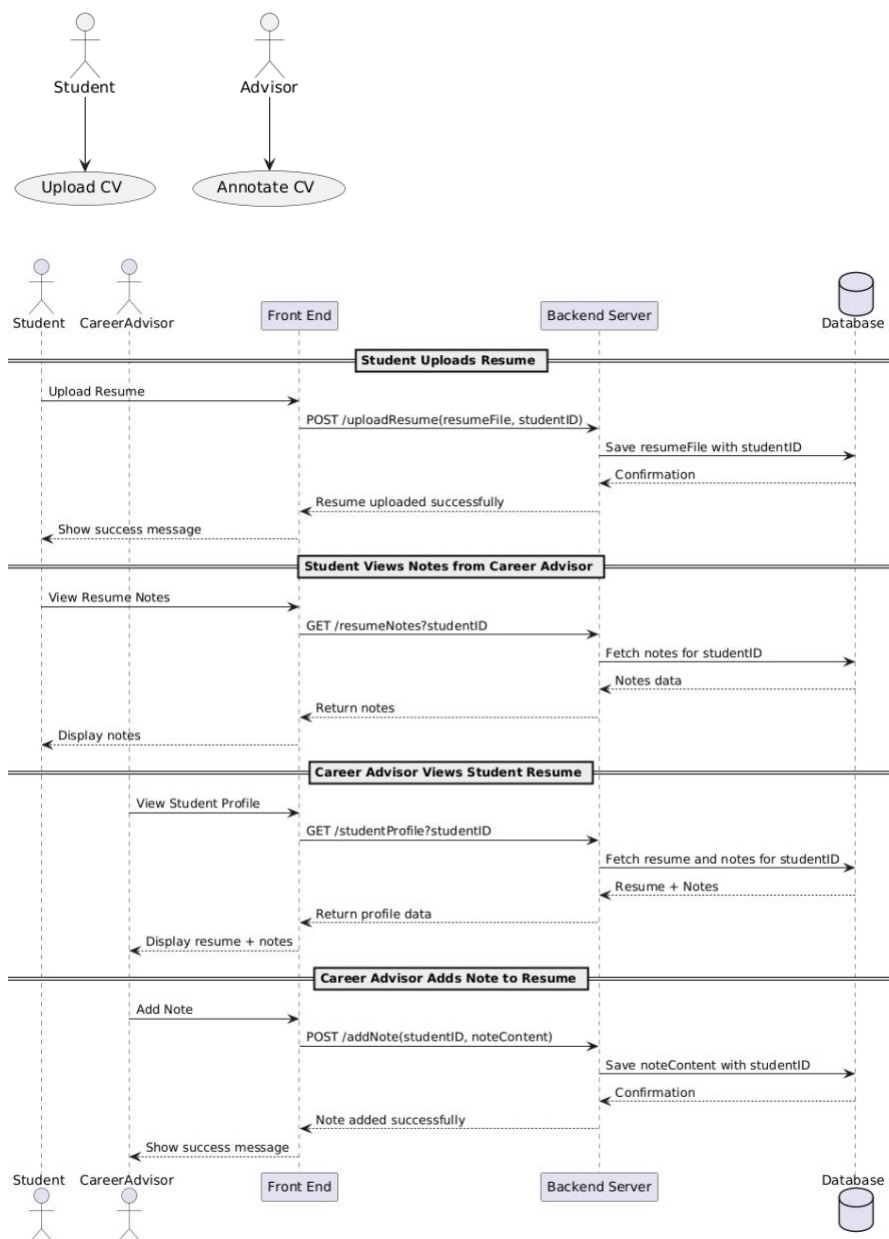 Student
Advisor
Upload CV
Annotate CV
Student
CareerAdvisor
Front End
Backend Server
Database
Student Uploads Resume
Upload Resume
POST /uploadResume(resumeFile, studentID)
Save resumeFile with studentID
Confirmation
Resume uploaded successfully
Show success message
Student Views Notes from Career Advisor
View Resume Notes
GET /resumeNotes?studentID
Fetch notes for studentID
Notes data
Return notes
Display notes
Career Advisor Views Student Resume
View Student Profile
GET /studentProfile?studentID
Fetch resume and notes for studentID
Resume + Notes
Return profile data
Display resume + notes
Career Advisor Adds Note to Resume
Add Note
POST /addNote(studentID, noteContent)
Save noteContent with studentID
Confirmation
Note added successfully
Show success message
Student
CareerAdvisor
Front End
Backend Server
Database